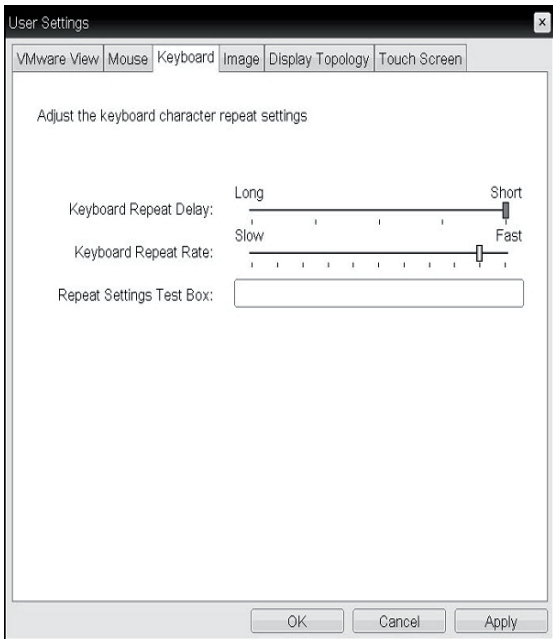 User Settings
VMware View Mouse Keyboard Image Display Topology Touch Screen
Adjust the keyboard character repeat settings
Long Short
Keyboard Repeat Delay:
Slow Fast
Keyboard Repeat Rate:
Repeat Settings Test Box:
OK Cancel Apply